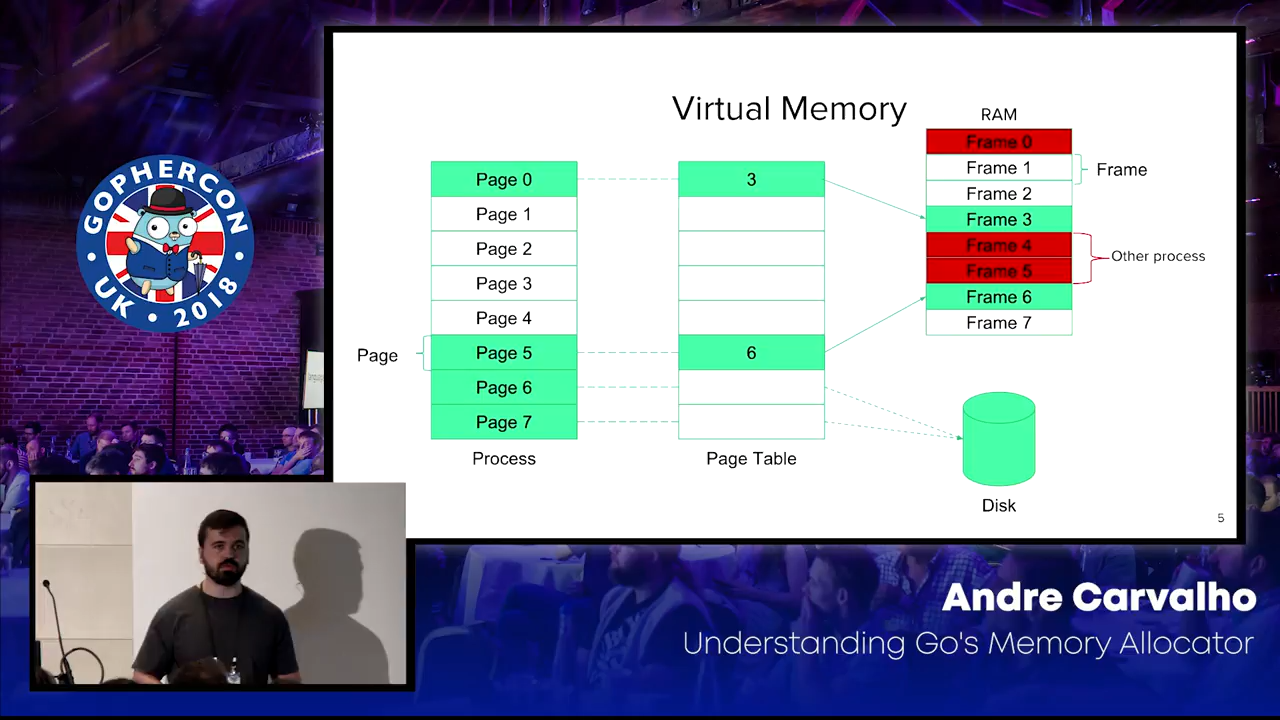 GOPHERCON
UK 2018
Virtual Memory
Page 0
Page 1
Page 2
Page 3
Page 4
Page 5
Page 6
Page 7
Page
Process
3
6
Page Table
RAM
Frame 0
Frame 1
Frame 2
Frame 3
Frame 4
Frame 5
Frame 6
Frame 7
Frame
Other process
Disk
5
Andre Carvalho
Understanding Go's Memory Allocator